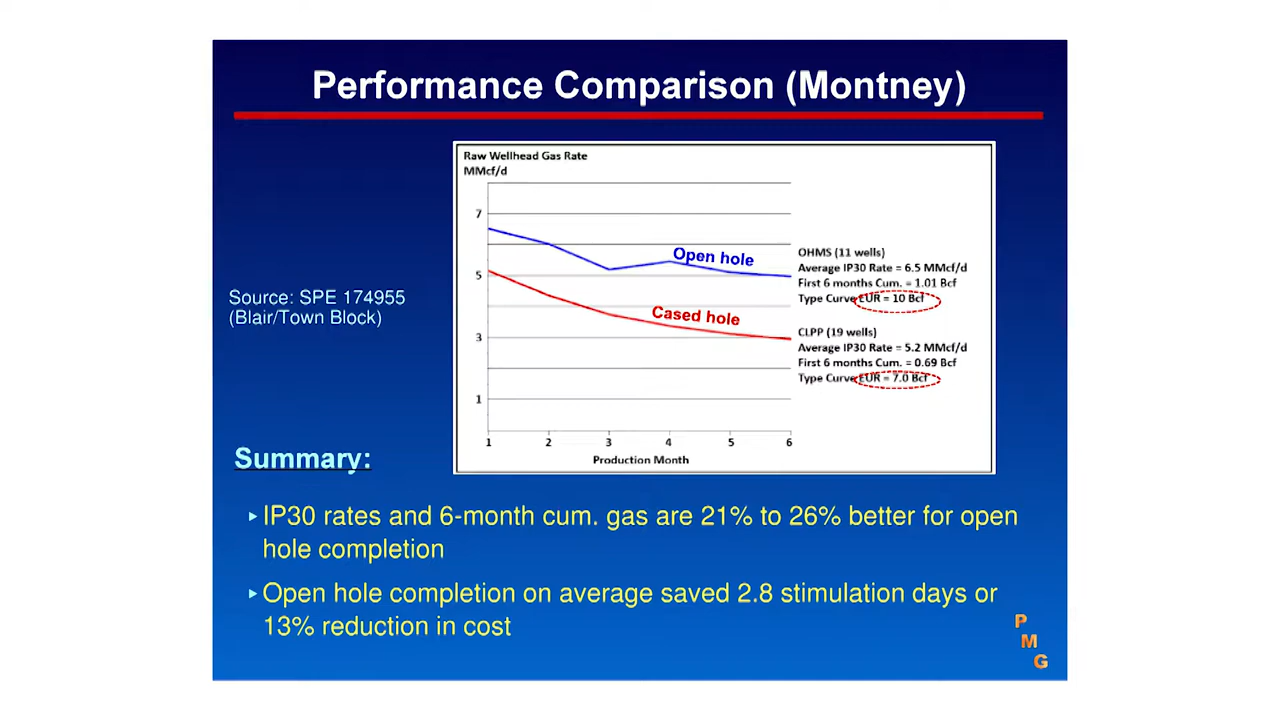 Performance Comparison (Montney)
Raw Wellhead Gas Rate
MMcf/d
7
5
3
1
1 2 3 4 5 6
Production Month
Open hole
Cased hole
OHMS (11 wells)
Average IP30 Rate = 6.5 MMcf/d
First 6 months Cum. = 1.01 Bcf
Type Curve EUR = 10 Bcf
CLPP (19 wells)
Average IP30 Rate = 5.2 MMcf/d
First 6 months Cum. = 0.69 Bcf
Type Curve EUR = 7.0 Bcf
Source: SPE 174955
(Blair/Town Block)
Summary:
▸IP30 rates and 6-month cum. gas are 21% to 26% better for open
hole completion
▸Open hole completion on average saved 2.8 stimulation days or
13% reduction in cost
P
M
G